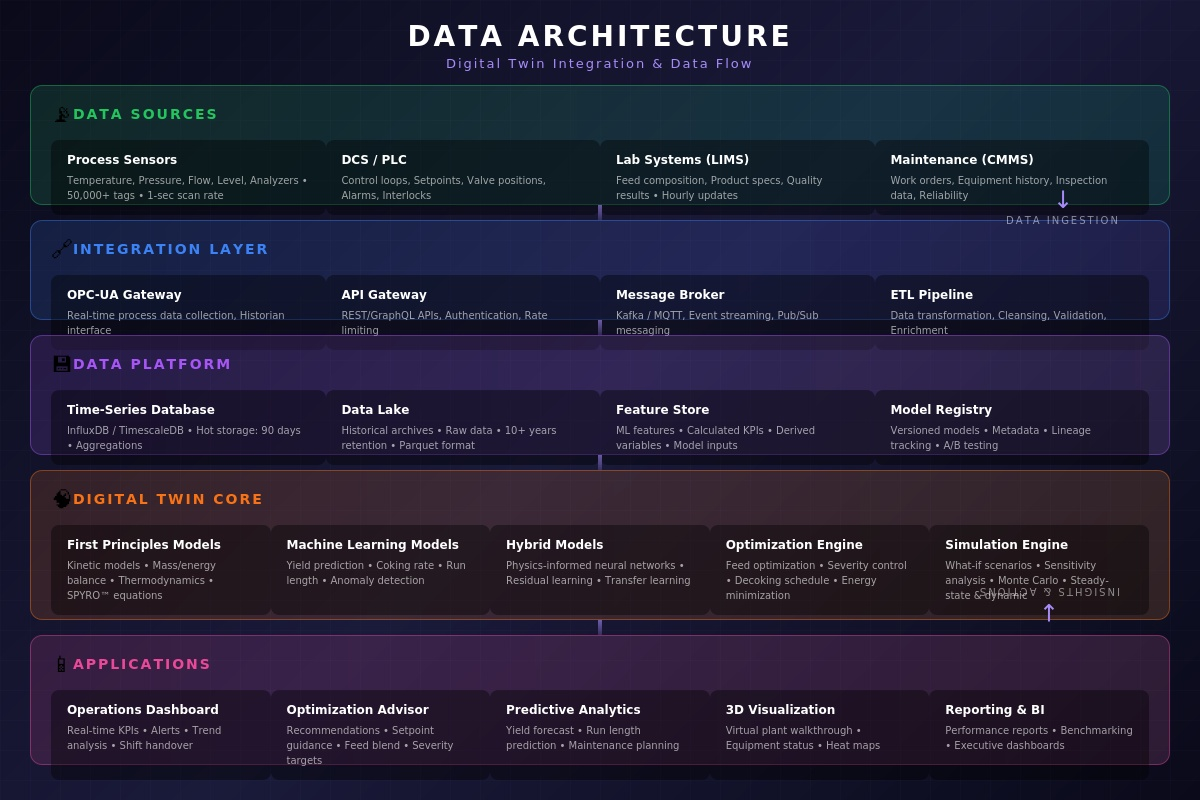 DATA ARCHITECTURE
Digital Twin Integration & Data Flow
DATA SOURCES
Process Sensors
Temperature, Pressure, Flow, Level, Analyzers •
50,000+ tags • 1-sec scan rate
DCS / PLC
Control loops, Setpoints, Valve positions,
Alarms, Interlocks
Lab Systems (LIMS)
Feed composition, Product specs, Quality
results • Hourly updates
Maintenance (CMMS)
Work orders, Equipment history, Inspection
data, Reliability
↓
DATA INGESTION
INTEGRATION LAYER
OPC-UA Gateway
Real-time process data collection, Historian
interface
API Gateway
REST/GraphQL APIs, Authentication, Rate
limiting
Message Broker
Kafka / MQTT, Event streaming, Pub/Sub
messaging
ETL Pipeline
Data transformation, Cleansing, Validation,
Enrichment
DATA PLATFORM
Time-Series Database
InfluxDB / TimescaleDB • Hot storage: 90 days
• Aggregations
Data Lake
Historical archives • Raw data • 10+ years
retention • Parquet format
Feature Store
ML features • Calculated KPIs • Derived
variables • Model inputs
Model Registry
Versioned models • Metadata • Lineage
tracking • A/B testing
DIGITAL TWIN CORE
First Principles Models
Kinetic models • Mass/energy
balance • Thermodynamics •
SPYRO™ equations
Machine Learning Models
Yield prediction • Coking rate • Run
length • Anomaly detection
Hybrid Models
Physics-informed neural networks •
Residual learning • Transfer learning
Optimization Engine
Feed optimization • Severity control
• Decoking schedule • Energy
minimization
Simulation Engine
What-if scenarios • Sensitivity
analysis • Monte Carlo • Steady-
state & dynamic
INSIGHTS & ACTIONS
↑
APPLICATIONS
Operations Dashboard
Real-time KPIs • Alerts • Trend
analysis • Shift handover
Optimization Advisor
Recommendations • Setpoint
guidance • Feed blend • Severity
targets
Predictive Analytics
Yield forecast • Run length
prediction • Maintenance planning
3D Visualization
Virtual plant walkthrough •
Equipment status • Heat maps
Reporting & BI
Performance reports • Benchmarking
• Executive dashboards